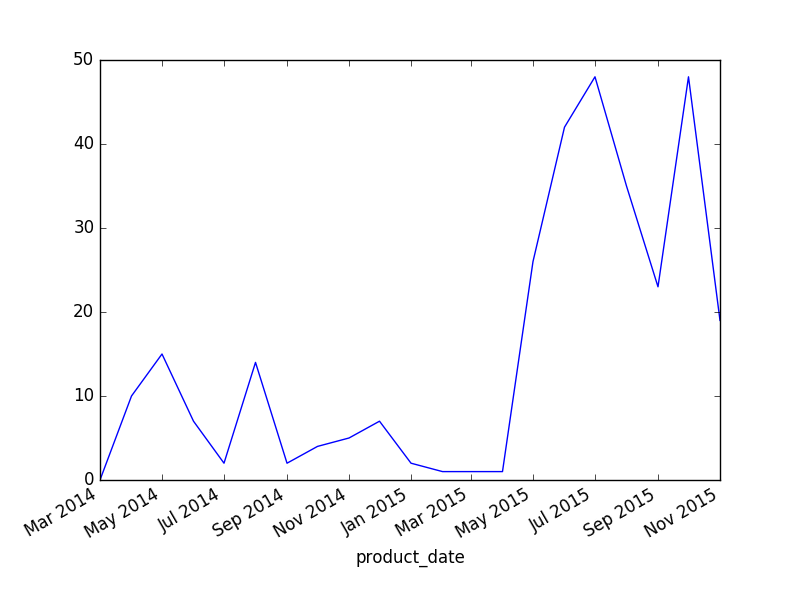 50
40
30
20
10
0
Mar 2014
May 2014
Jul 2014
Sep 2014
Nov 2014
Jan 2015
Mar 2015
May 2015
Jul 2015
Sep 2015
Nov 2015
product_date